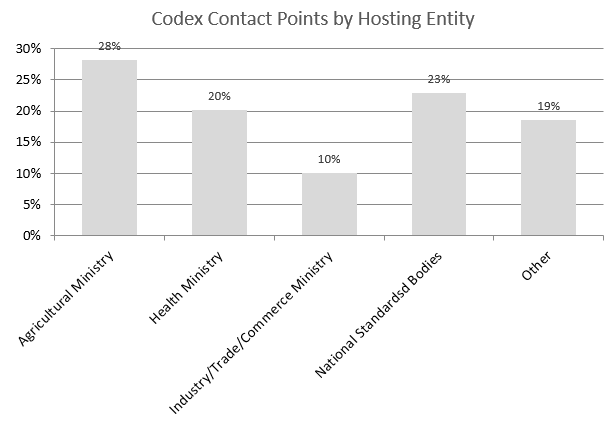 Codex Contact Points by Hosting Entity
30%
25%
20%
15%
10%
5%
0%
28%
20%
10%
23%
19%
Agricultural Ministry
Health Ministry
Industry/Trade/Commerce Ministry
National Standardsd Bodies
Other